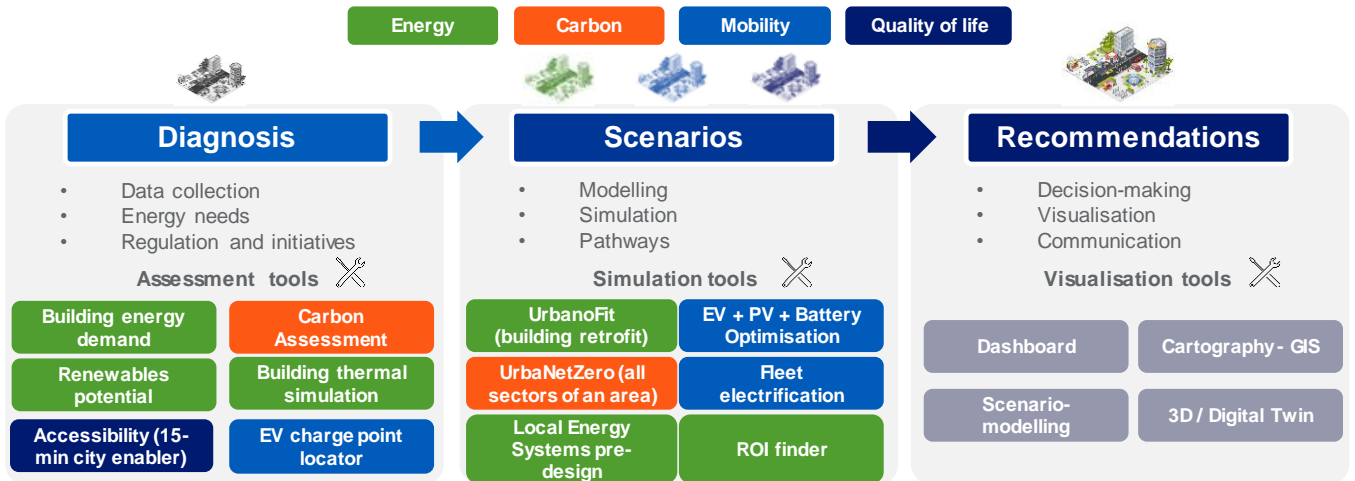 Energy
Carbon
Mobility
Quality of life
Diagnosis
• Data collection
• Energy needs
• Regulation and initiatives
Assessment tools
Building energy
demand
Carbon
Assessment
Renewables
potential
Building thermal
simulation
Accessibility (15-
min city enabler)
EV charge point
locator
Scenarios
• Modelling
• Simulation
• Pathways
Simulation tools
UrbanoFit
(building retrofit)
EV + PV + Battery
Optimisation
UrbaNetZero (all
sectors of an area)
Fleet
electrification
Local Energy
Systems pre-
design
ROI finder
Recommendations
• Decision-making
• Visualisation
• Communication
Visualisation tools
Dashboard
Cartography - GIS
Scenario-
modelling
3D / Digital Twin